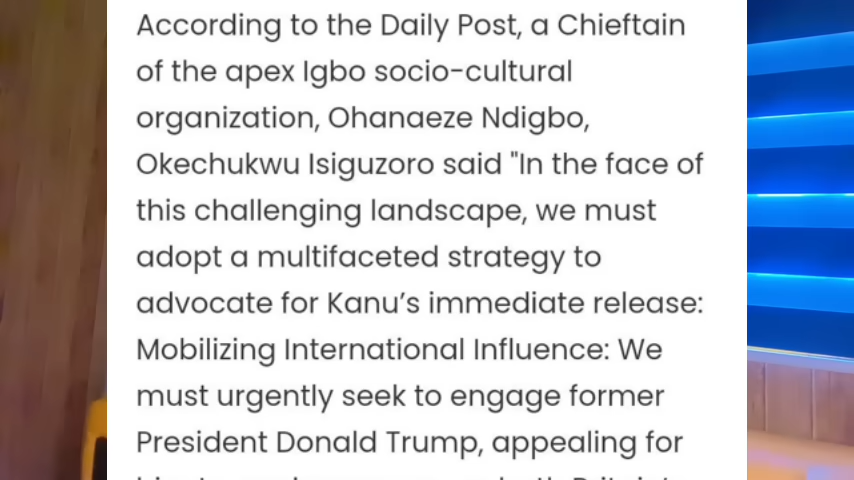 According to the Daily Post, a Chieftain
of the apex Igbo socio-cultural
organization, Ohanaeze Ndigbo,
Okechukwu Isiguzoro said "In the face of
this challenging landscape, we must
adopt a multifaceted strategy to
advocate for Kanu’s immediate release:
Mobilizing International Influence: We
must urgently seek to engage former
President Donald Trump, appealing for